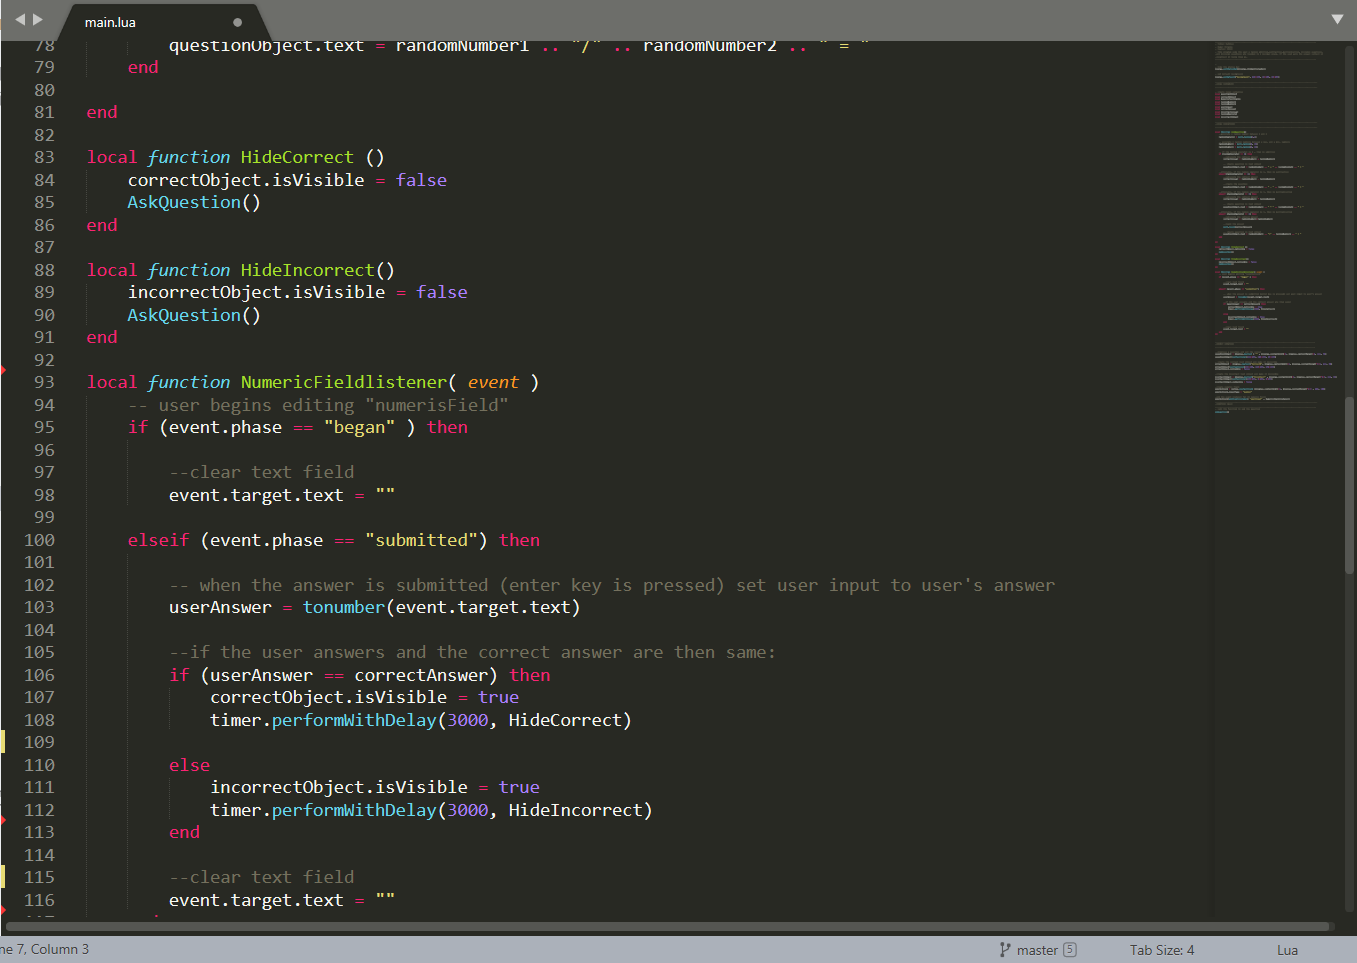 main.lua
78 questionObject.text = randomNumber1 .. "/" .. randomNumber2 .. " = "
79 end
80
81 end
82
83 local function HideCorrect ()
84 correctObject.isVisible = false
85 AskQuestion()
86 end
87
88 local function HideIncorrect()
89 incorrectObject.isVisible = false
90 AskQuestion()
91 end
92
93 local function NumericFieldlistener( event )
94 -- user begins editing "numerisField"
95 if (event.phase == "began" ) then
96
97 --clear text field
98 event.target.text = ""
99
100 elseif (event.phase == "submitted") then
101
102 -- when the answer is submitted (enter key is pressed) set user input to user's answer
103 userAnswer = tonumber(event.target.text)
104
105 --if the user answers and the correct answer are then same:
106 if (userAnswer == correctAnswer) then
107 correctObject.isVisible = true
108 timer.performWithDelay(3000, HideCorrect)
109
110 else
111 incorrectObject.isVisible = true
112 timer.performWithDelay(3000, HideIncorrect)
113 end
114
115 --clear text field
116 event.target.text = ""
ne 7, Column 3 master 5 Tab Size: 4 Lua